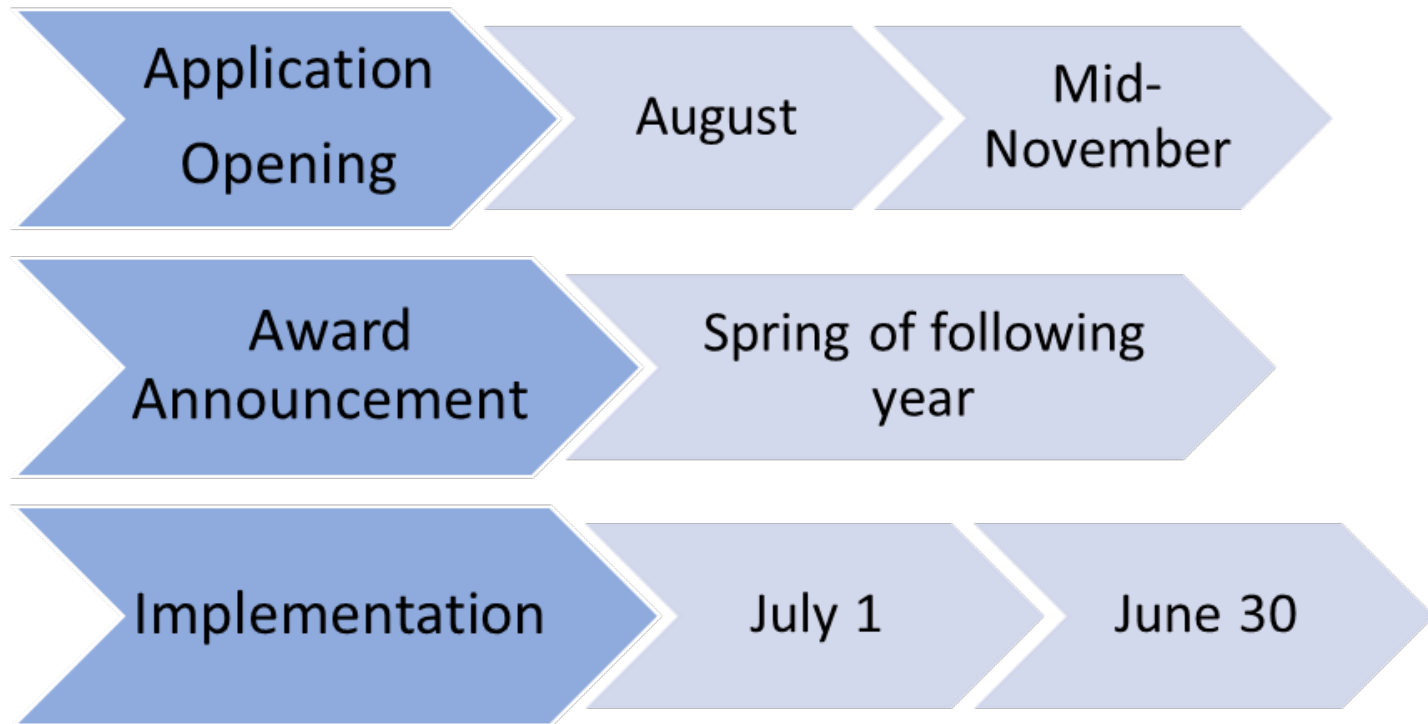 Application
Opening
August
Mid-
November
Award
Announcement
Spring of following
year
Implementation
July 1
June 30